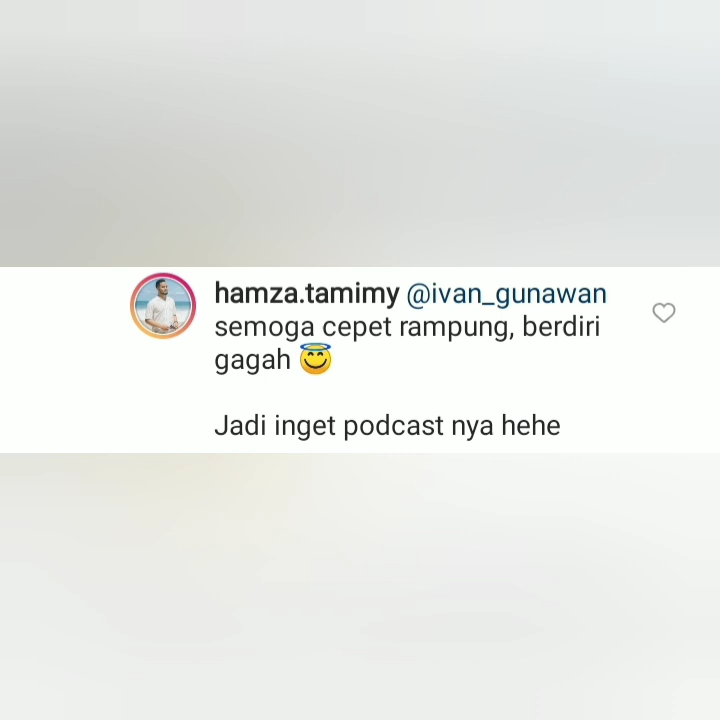 hamza.tamimy @ivan_gunawan
semoga cepet rampung, berdiri
gagah 😇
Jadi inget podcast nya hehe